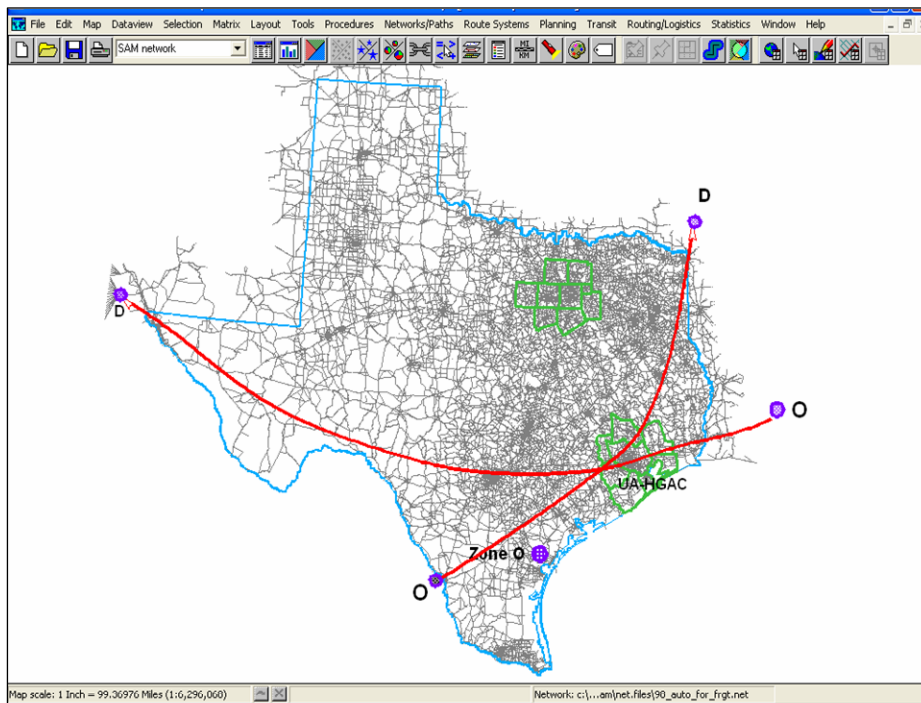 File Edit Map Dataview Selection Matrix Layout Tools Procedures Networks/Paths Route Systems Planning Transit Routing/Logistics Statistics Window Help
SAM network
MI
KM
D
D
O
UA-HGAC
Zone O
O
Map scale: 1 Inch = 99.36976 Miles (1:6,296,060)
Network: c:\...am\net.files\90_auto_for_frgt.net